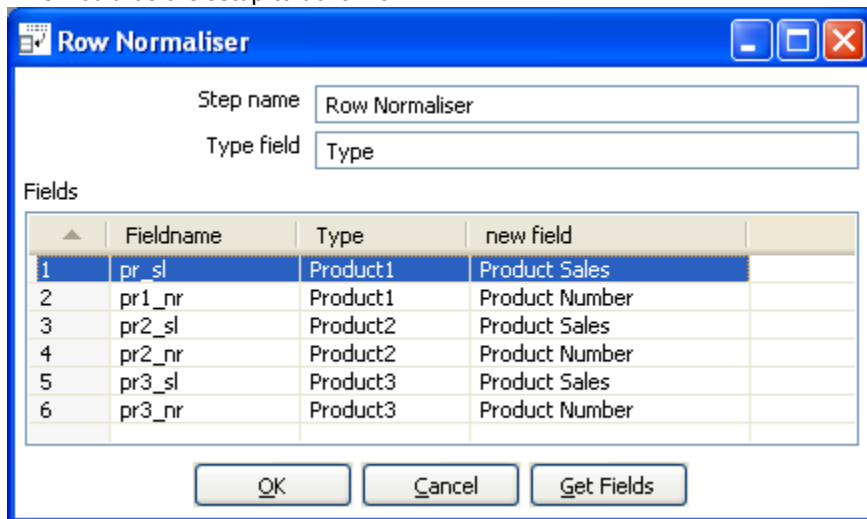 Row Normaliser
Step name Row Normaliser
Type field Type
Fields
Fieldname Type new field
1 pr_sl Product1 Product Sales
2 pr1_nr Product1 Product Number
3 pr2_sl Product2 Product Sales
4 pr2_nr Product2 Product Number
5 pr3_sl Product3 Product Sales
6 pr3_nr Product3 Product Number
OK Cancel Get Fields